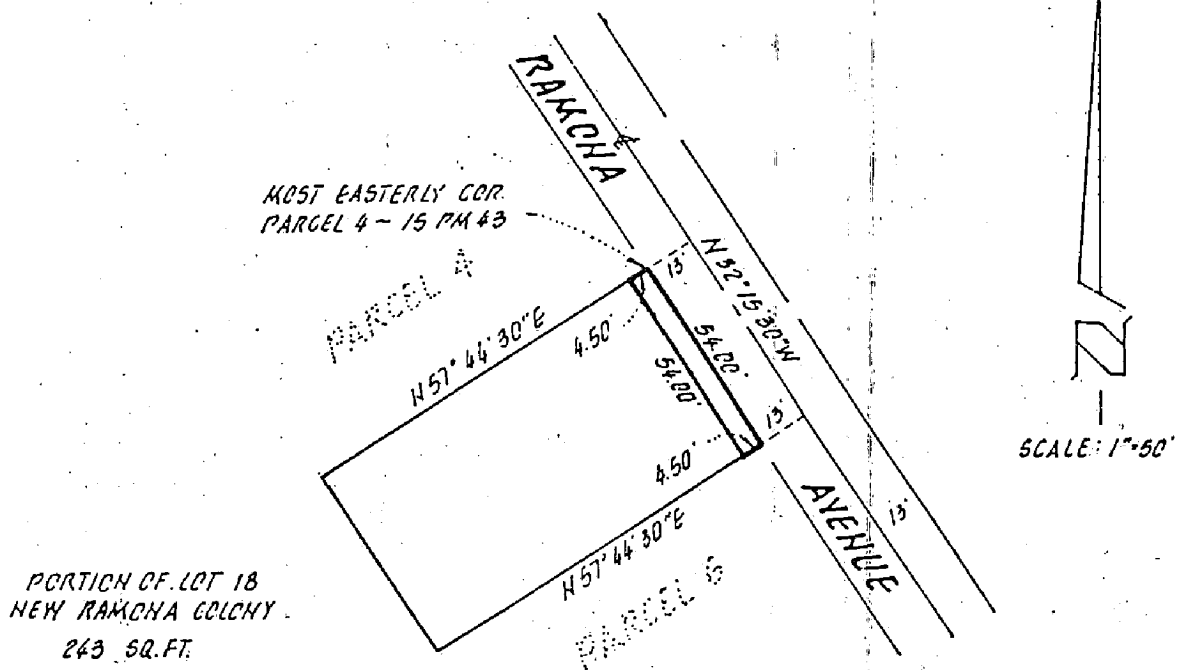 RAMONA
℄
MOST EASTERLY COR.
PARCEL 4 ~ 15 PM 43
PARCEL A
13'
N 32° 15' 30" W
N 57° 44' 30" E
4.50'
54.00'
54.00'
13'
4.50'
SCALE: 1"=50'
AVENUE
13'
N 57° 44' 30" E
PORTION OF LOT 18
NEW RAMONA COLONY
243 SQ. FT.
PARCEL